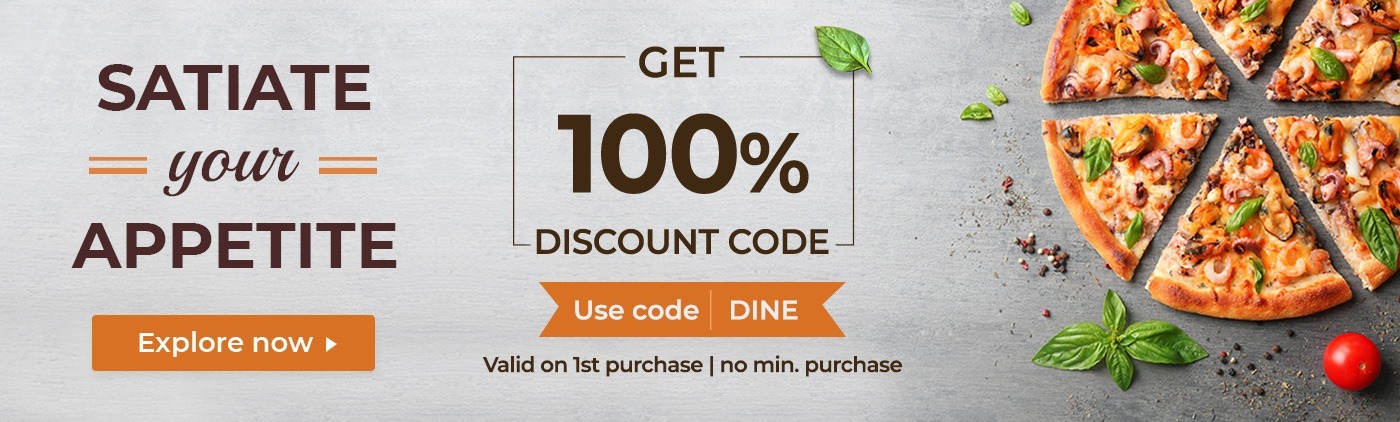 SATIATE
your
APPETITE
Explore now
GET
100%
DISCOUNT CODE
Use code | DINE
Valid on 1st purchase | no min. purchase